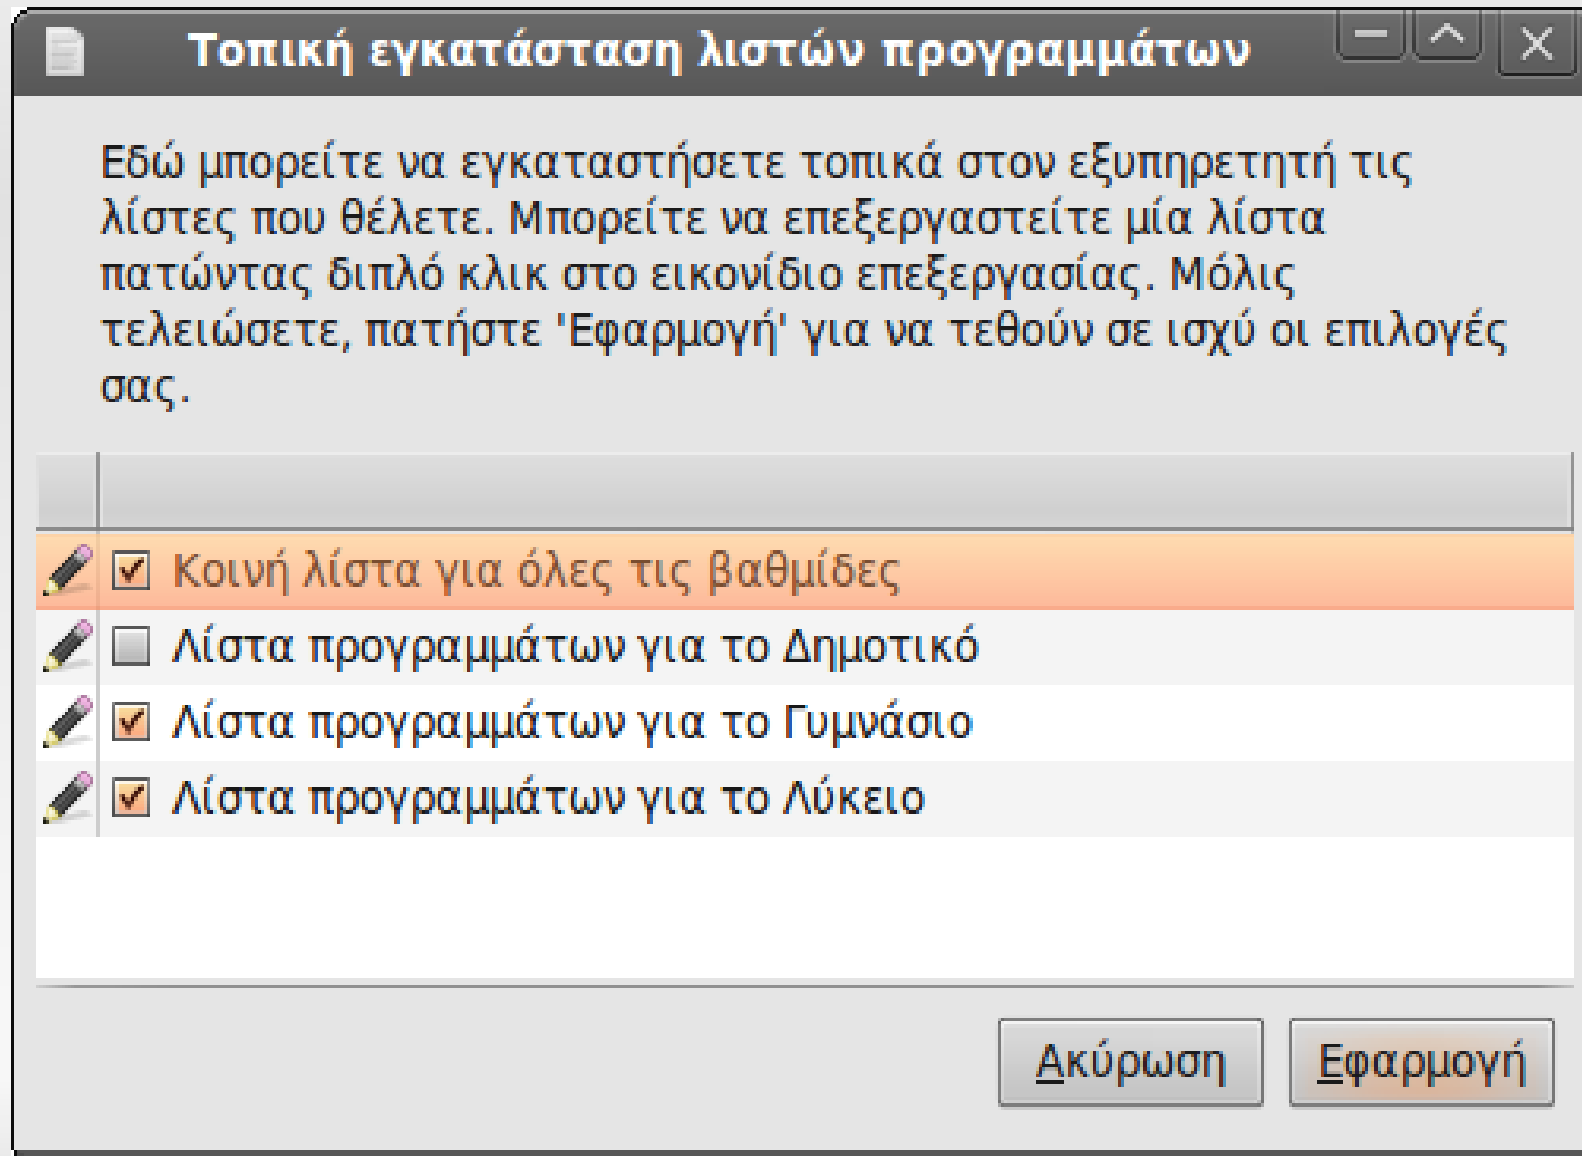 Τοπική εγκατάσταση λιστών προγραμμάτων
Εδώ μπορείτε να εγκαταστήσετε τοπικά στον εξυπηρετητή τις
λίστες που θέλετε. Μπορείτε να επεξεργαστείτε μία λίστα
πατώντας διπλό κλικ στο εικονίδιο επεξεργασίας. Μόλις
τελειώσετε, πατήστε 'Εφαρμογή' για να τεθούν σε ισχύ οι επιλογές
σας.
Κοινή λίστα για όλες τις βαθμίδες
Λίστα προγραμμάτων για το Δημοτικό
Λίστα προγραμμάτων για το Γυμνάσιο
Λίστα προγραμμάτων για το Λύκειο
Ακύρωση
Εφαρμογή